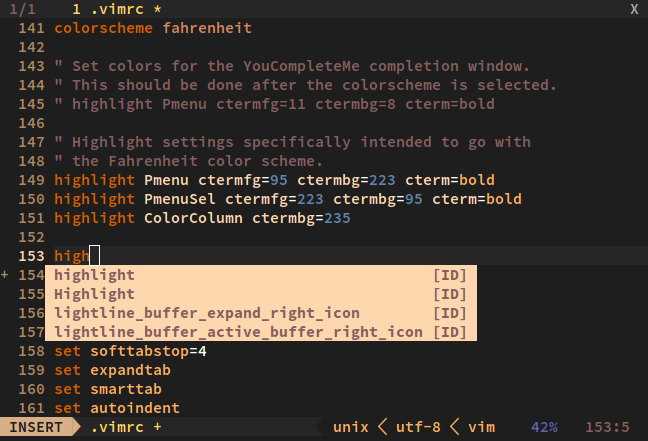 1/1 1 .vimrc * X
141 colorscheme fahrenheit
142
143 " Set colors for the YouCompleteMe completion window.
144 " This should be done after the colorscheme is selected.
145 " highlight Pmenu ctermfg=11 ctermbg=8 cterm=bold
146
147 " Highlight settings specifically intended to go with
148 " the Fahrenheit color scheme.
149 highlight Pmenu ctermfg=95 ctermbg=223 cterm=bold
150 highlight PmenuSel ctermfg=223 ctermbg=95 cterm=bold
151 highlight ColorColumn ctermbg=235
152
153 high
+ 154 highlight [ID]
155 Highlight [ID]
156 lightline_buffer_expand_right_icon [ID]
157 lightline_buffer_active_buffer_right_icon [ID]
158 set softtabstop=4
159 set expandtab
160 set smarttab
161 set autoindent
INSERT .vimrc + unix utf-8 vim 42% 153:5